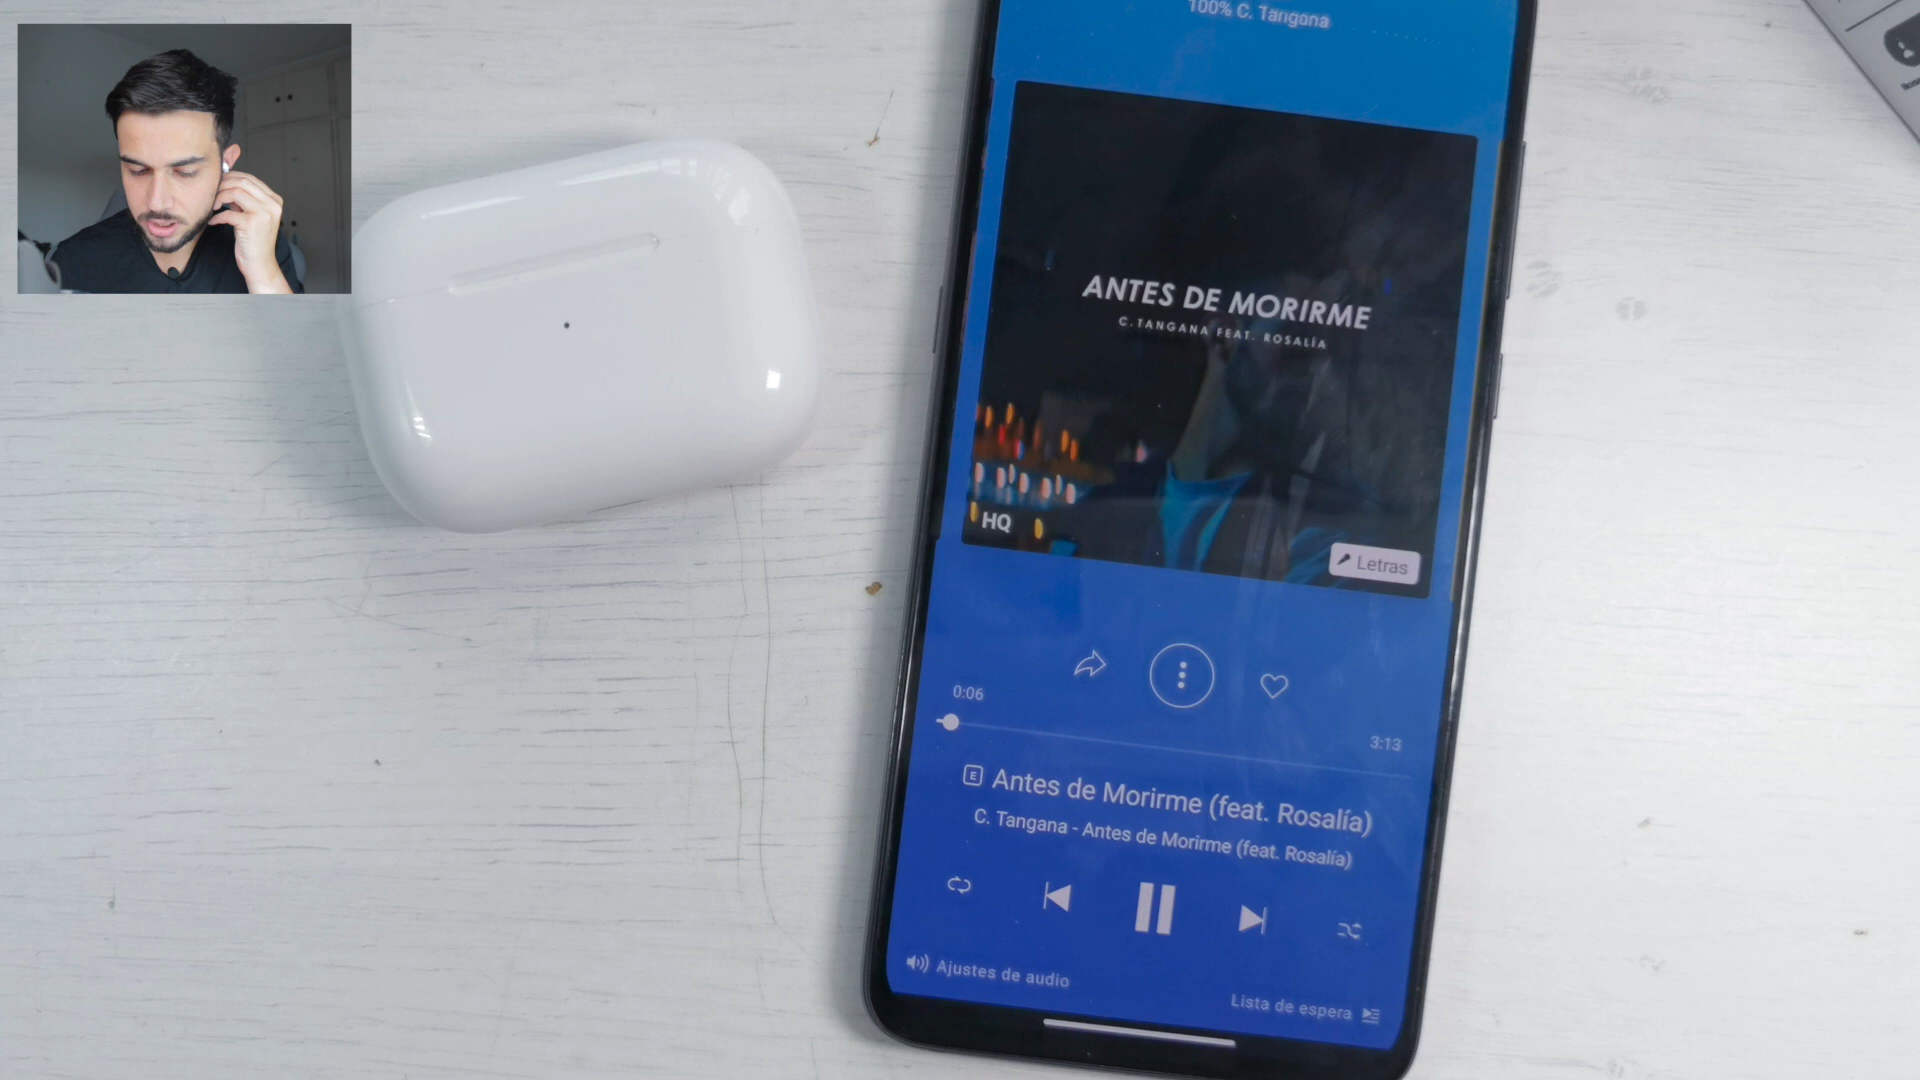 100% C. Tangana
ANTES DE MORIRME
C.TANGANA FEAT. ROSALÍA
HQ
Letras
0:06
3:13
E Antes de Morirme (feat. Rosalía)
C. Tangana - Antes de Morirme (feat. Rosalía)
Ajustes de audio
Lista de espera